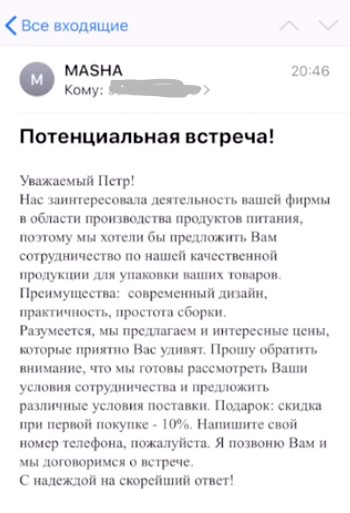 Все входящие
M
MASHA
20:46
Кому:
Потенциальная встреча!
Уважаемый Петр!
Нас заинтересовала деятельность вашей фирмы
в области производства продуктов питания,
поэтому мы хотели бы предложить Вам
сотрудничество по нашей качественной
продукции для упаковки ваших товаров.
Преимущества: современный дизайн,
практичность, простота сборки.
Разумеется, мы предлагаем и интересные цены,
которые приятно Вас удивят. Прошу обратить
внимание, что мы готовы рассмотреть Ваши
условия сотрудничества и предложить
различные условия поставки. Подарок: скидка
при первой покупке - 10%. Напишите свой
номер телефона, пожалуйста. Я позвоню Вам и
мы договоримся о встрече.
С надеждой на скорейший ответ!